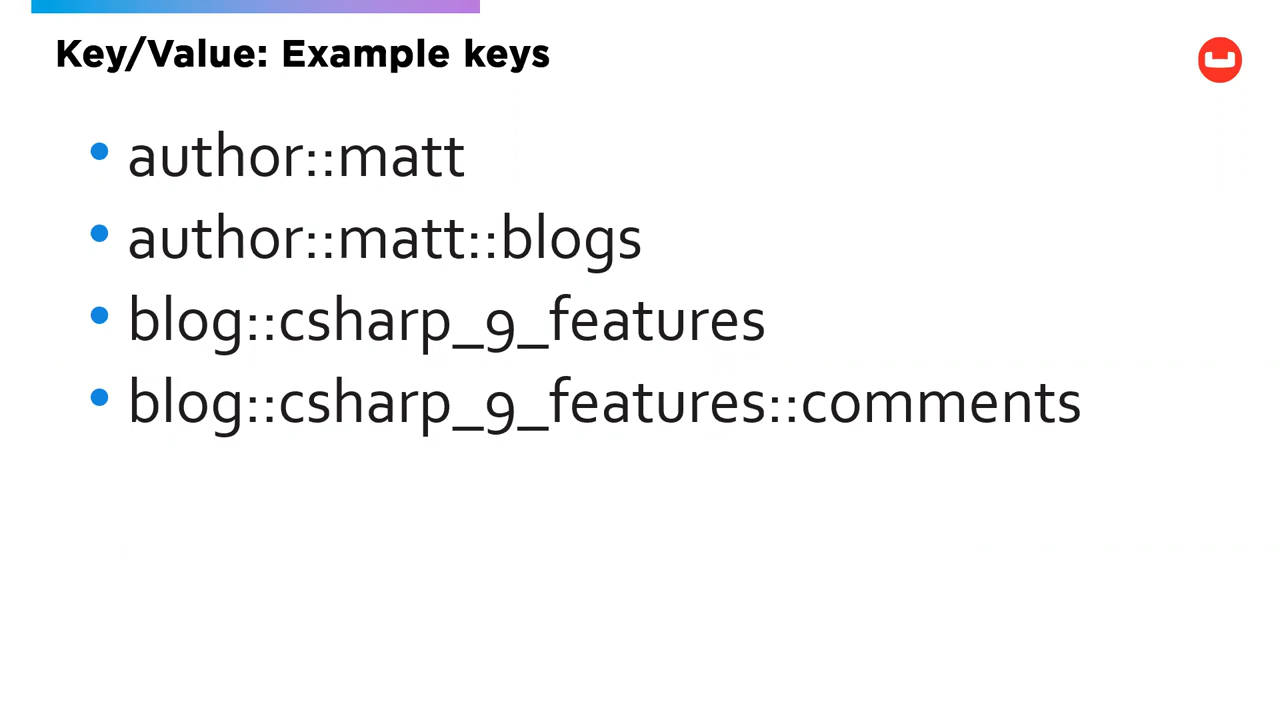 Key/Value: Example keys
• author::matt
• author::matt::blogs
• blog::csharp_9_features
• blog::csharp_9_features::comments